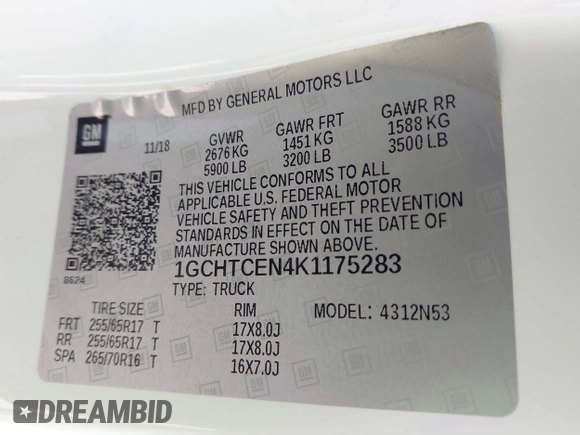 MFD BY GENERAL MOTORS LLC
GM
11/18
GVWR GAWR FRT GAWR RR
2676 KG 1451 KG 1588 KG
5900 LB 3200 LB 3500 LB
THIS VEHICLE CONFORMS TO ALL
APPLICABLE U.S. FEDERAL MOTOR
VEHICLE SAFETY AND THEFT PREVENTION
STANDARDS IN EFFECT ON THE DATE OF
MANUFACTURE SHOWN ABOVE.
8624
1GCHTCEN4K1175283
TYPE: TRUCK
TIRE SIZE RIM MODEL: 4312N53
FRT 255/65R17 T 17X8.0J
RR 255/65R17 T 17X8.0J
SPA 265/70R16 T 16X7.0J
DREAMBID